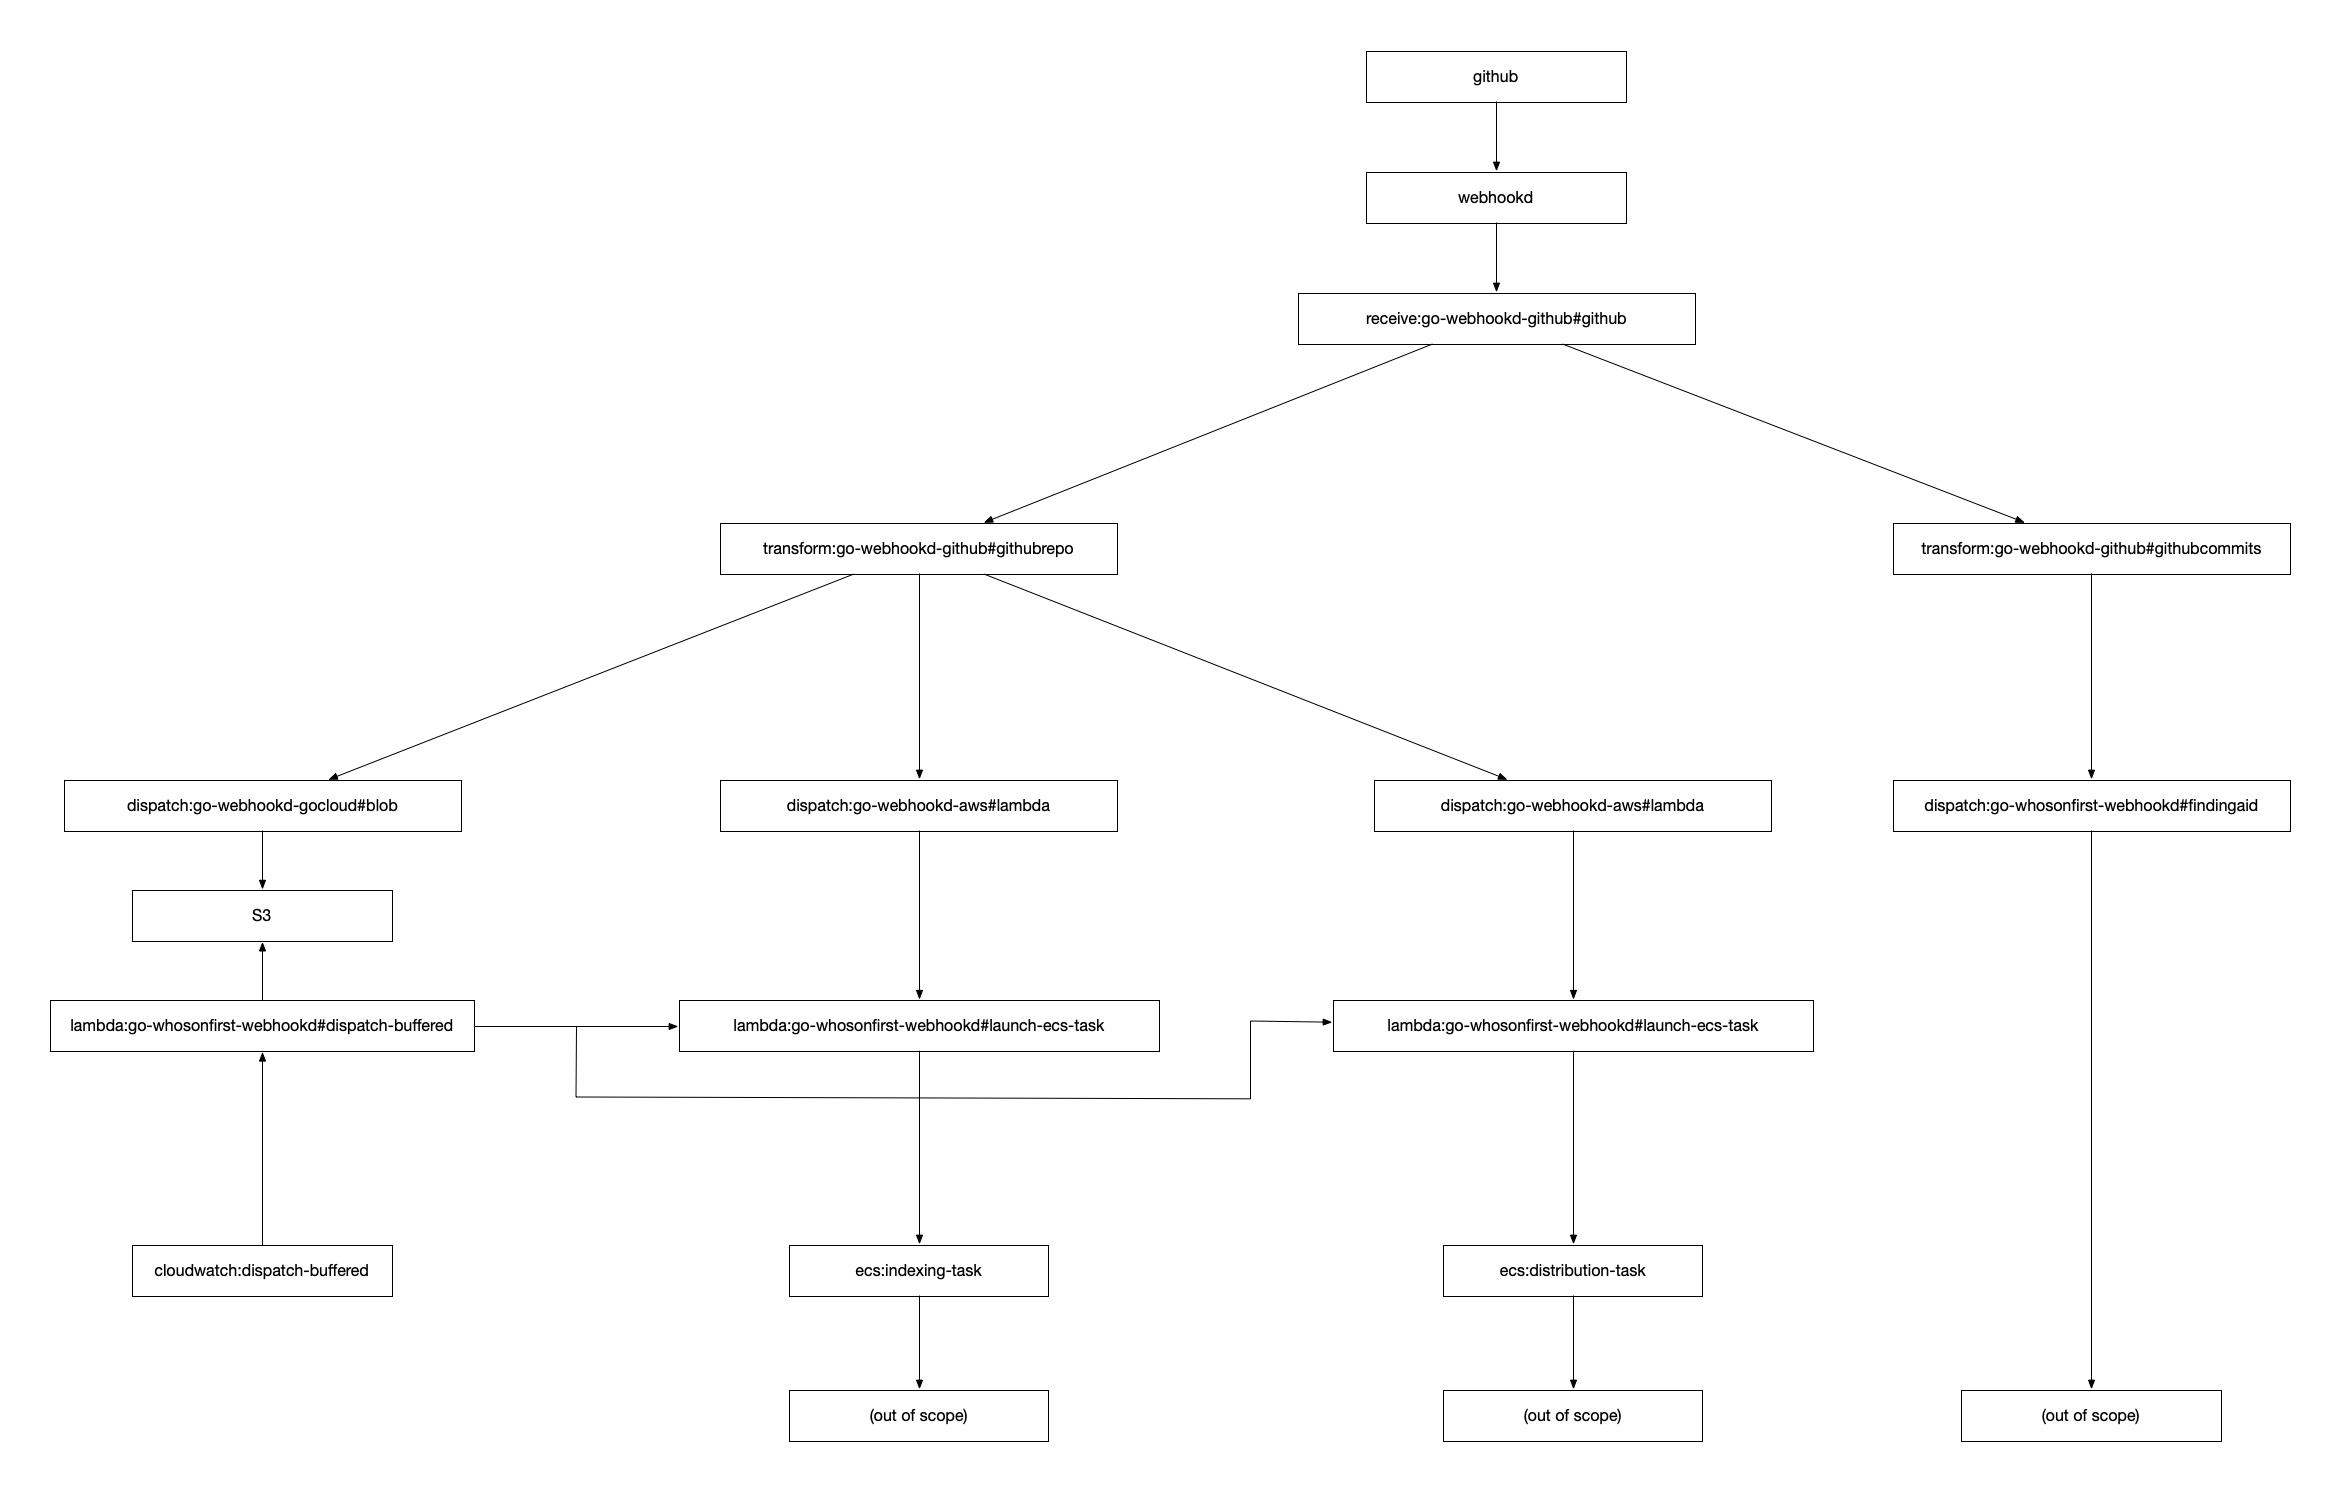 github
webhookd
receive:go-webhookd-github#github
transform:go-webhookd-github#githubrepo
transform:go-webhookd-github#githubcommits
dispatch:go-webhookd-gocloud#blob
dispatch:go-webhookd-aws#lambda
dispatch:go-webhookd-aws#lambda
dispatch:go-whosonfirst-webhookd#findingaid
S3
lambda:go-whosonfirst-webhookd#dispatch-buffered
lambda:go-whosonfirst-webhookd#launch-ecs-task
lambda:go-whosonfirst-webhookd#launch-ecs-task
cloudwatch:dispatch-buffered
ecs:indexing-task
ecs:distribution-task
(out of scope)
(out of scope)
(out of scope)